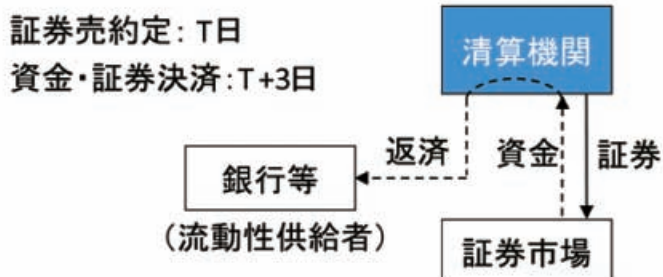 証券売約定：T日
資金・証券決済：T+3日
清算機関
返済
資金
証券
銀行等
（流動性供給者）
証券市場